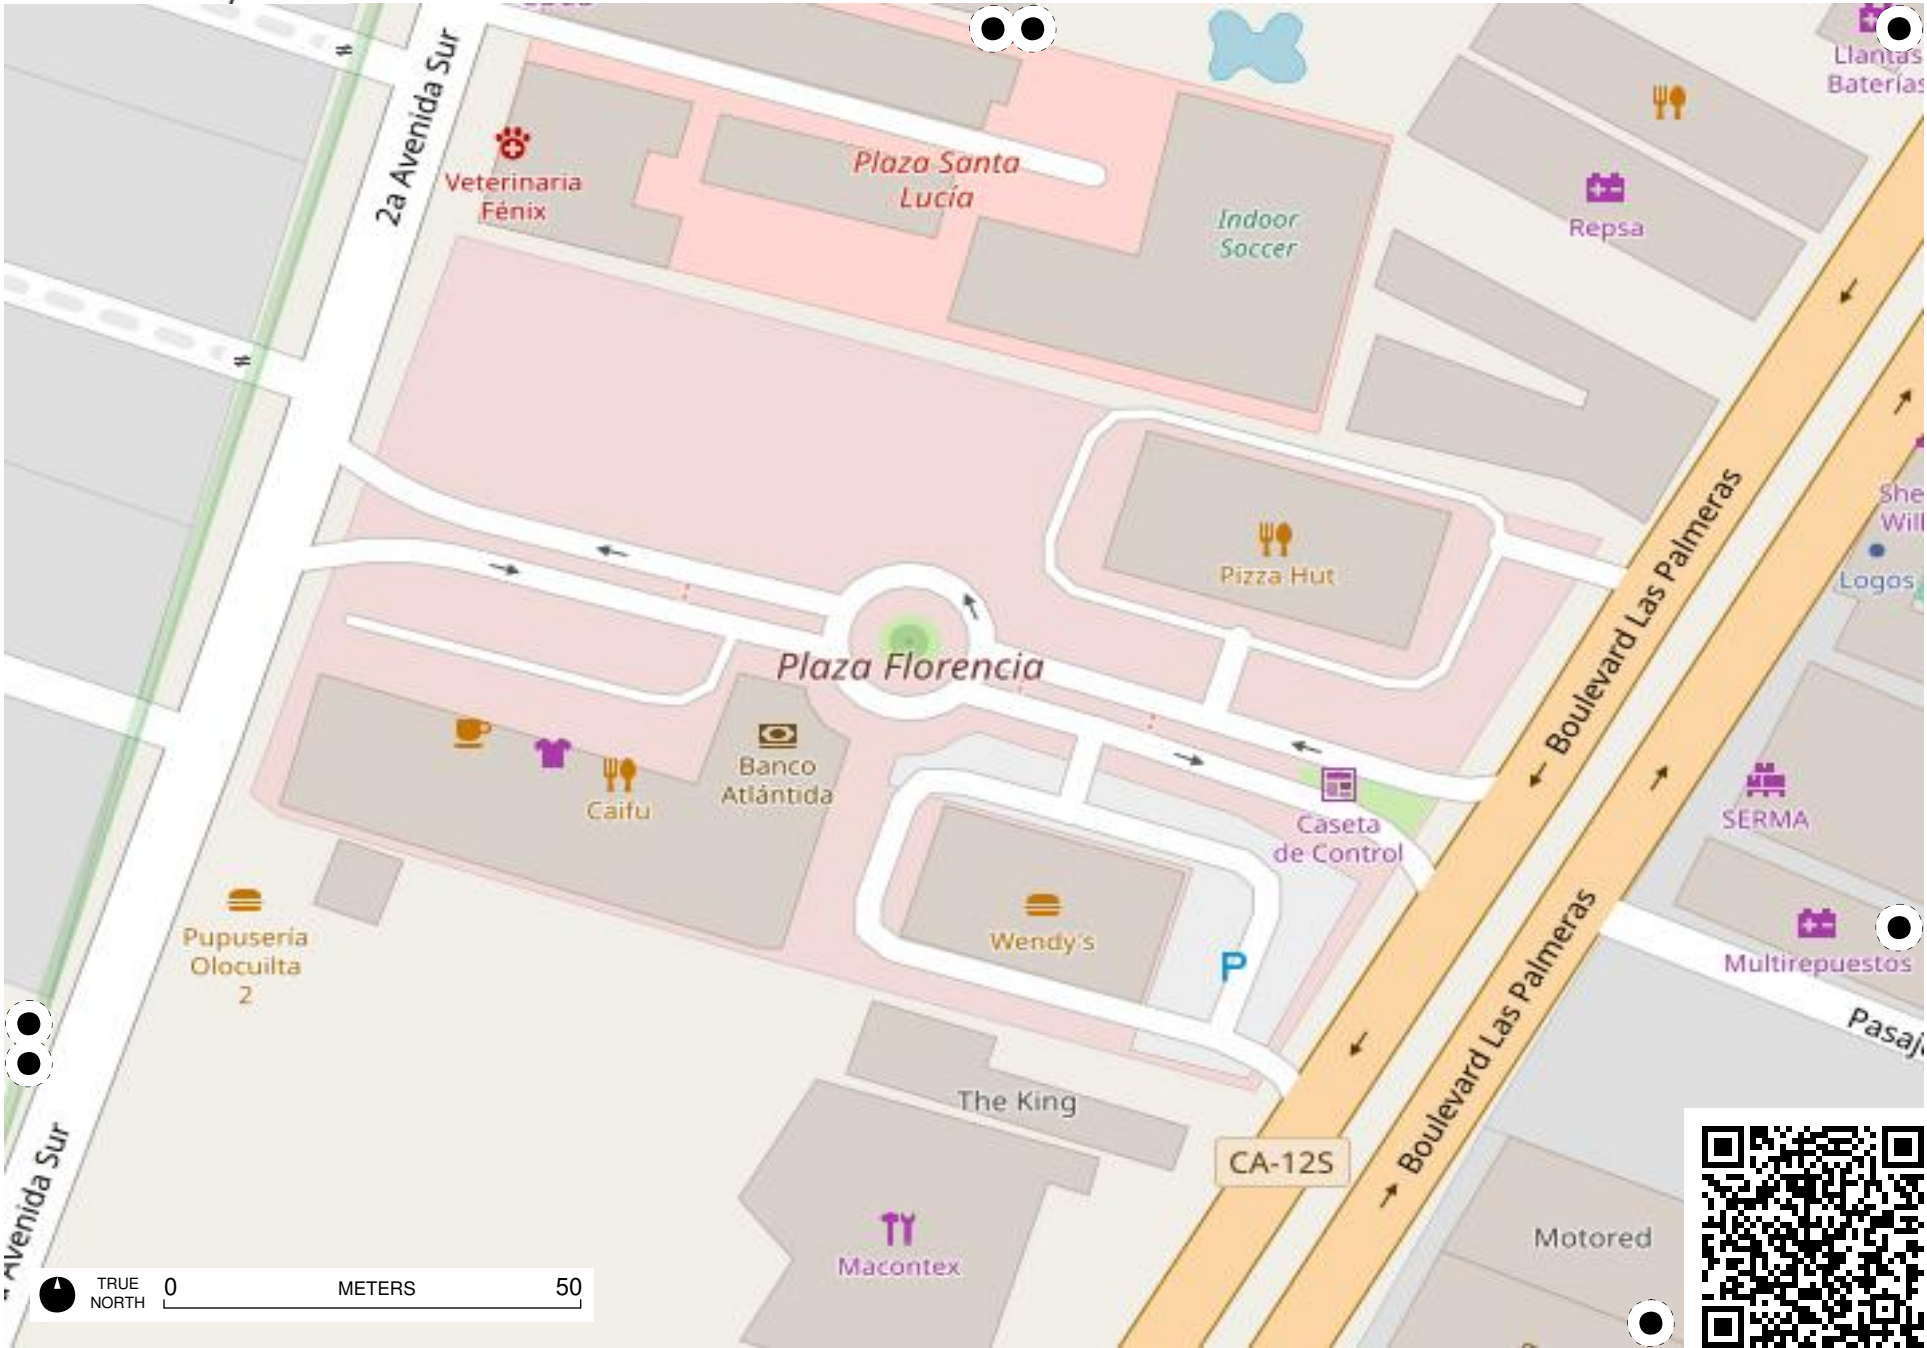 2a Avenida Sur
Llantas
Baterías
Veterinaria
Fénix
Plaza Santa
Lucía
Indoor
Soccer
Repsa
Boulevard Las Palmeras
Pizza Hut
Logos
Plaza Florencia
Banco
Atlántida
Caifu
Caseta
de Control
SERMA
Pupuseria
Olocuilta
2
Wendy's
P
Boulevard Las Palmeras
Multirepuestos
The King
CA-12S
Motored
Macontex
Avenida Sur
TRUE
NORTH
0 METERS 50